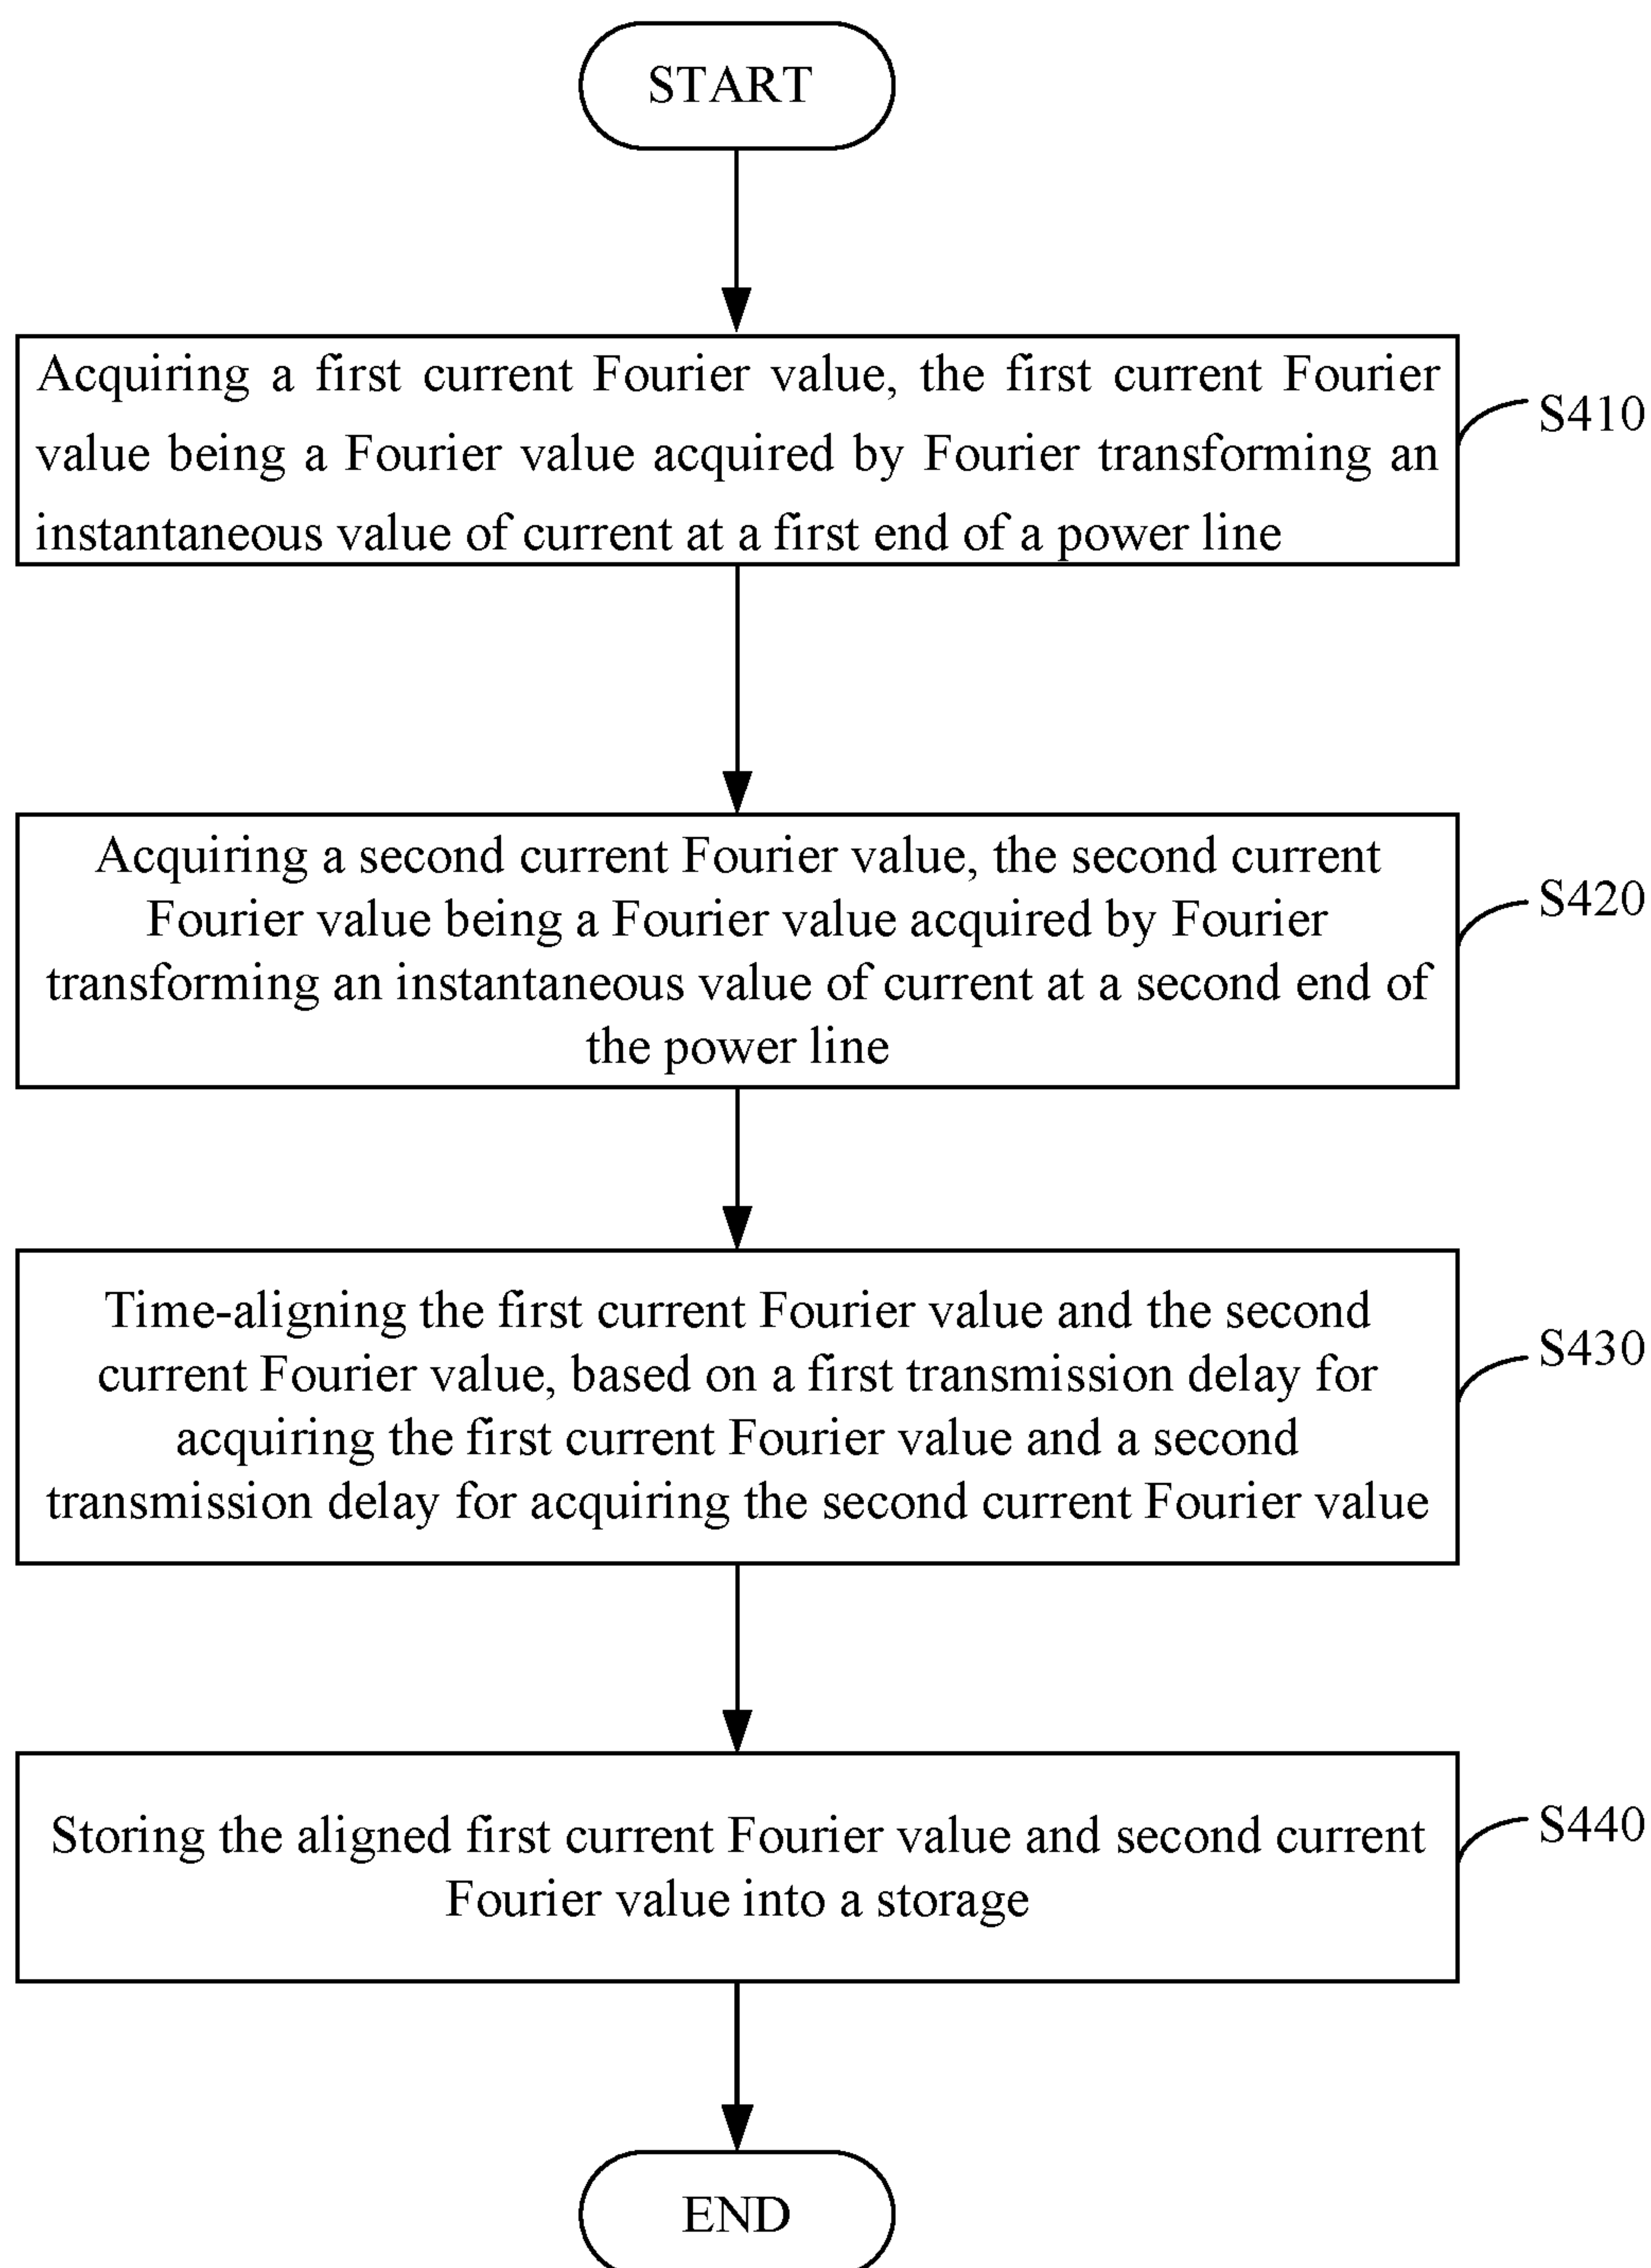 START
Acquiring a first current Fourier value, the first current Fourier
value being a Fourier value acquired by Fourier transforming an
instantaneous value of current at a first end of a power line
S410
Acquiring a second current Fourier value, the second current
Fourier value being a Fourier value acquired by Fourier
transforming an instantaneous value of current at a second end of
the power line
S420
Time-aligning the first current Fourier value and the second
current Fourier value, based on a first transmission delay for
acquiring the first current Fourier value and a second
transmission delay for acquiring the second current Fourier value
S430
Storing the aligned first current Fourier value and second current
Fourier value into a storage
S440
END